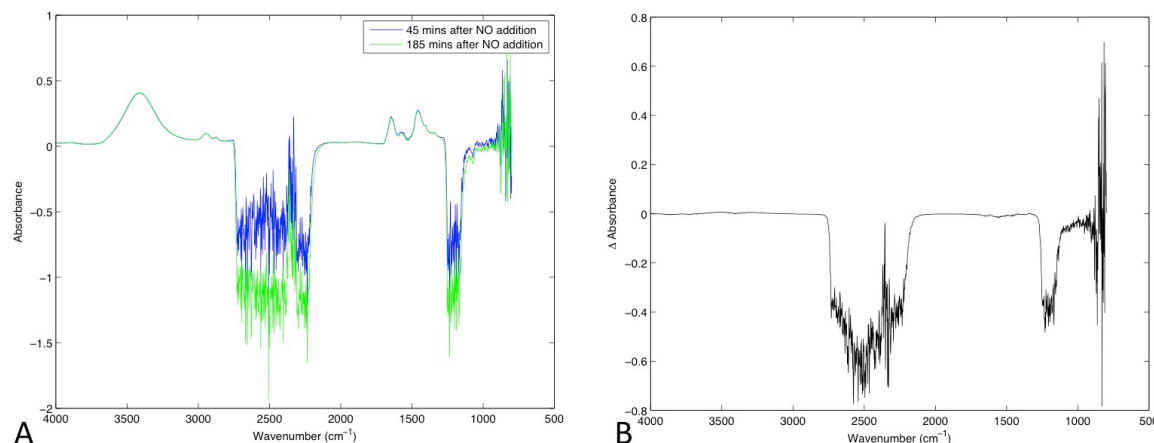 1
0.5
0
-0.5
-1
-1.5
-2
4000 3500 3000 2500 2000 1500 1000 500
Absorbance
Wavenumber (cm⁻¹)
45 mins after NO addition
185 mins after NO addition
A
0.8
0.6
0.4
0.2
0
-0.2
-0.4
-0.6
-0.8
4000 3500 3000 2500 2000 1500 1000 500
Δ Absorbance
Wavenumber (cm⁻¹)
B